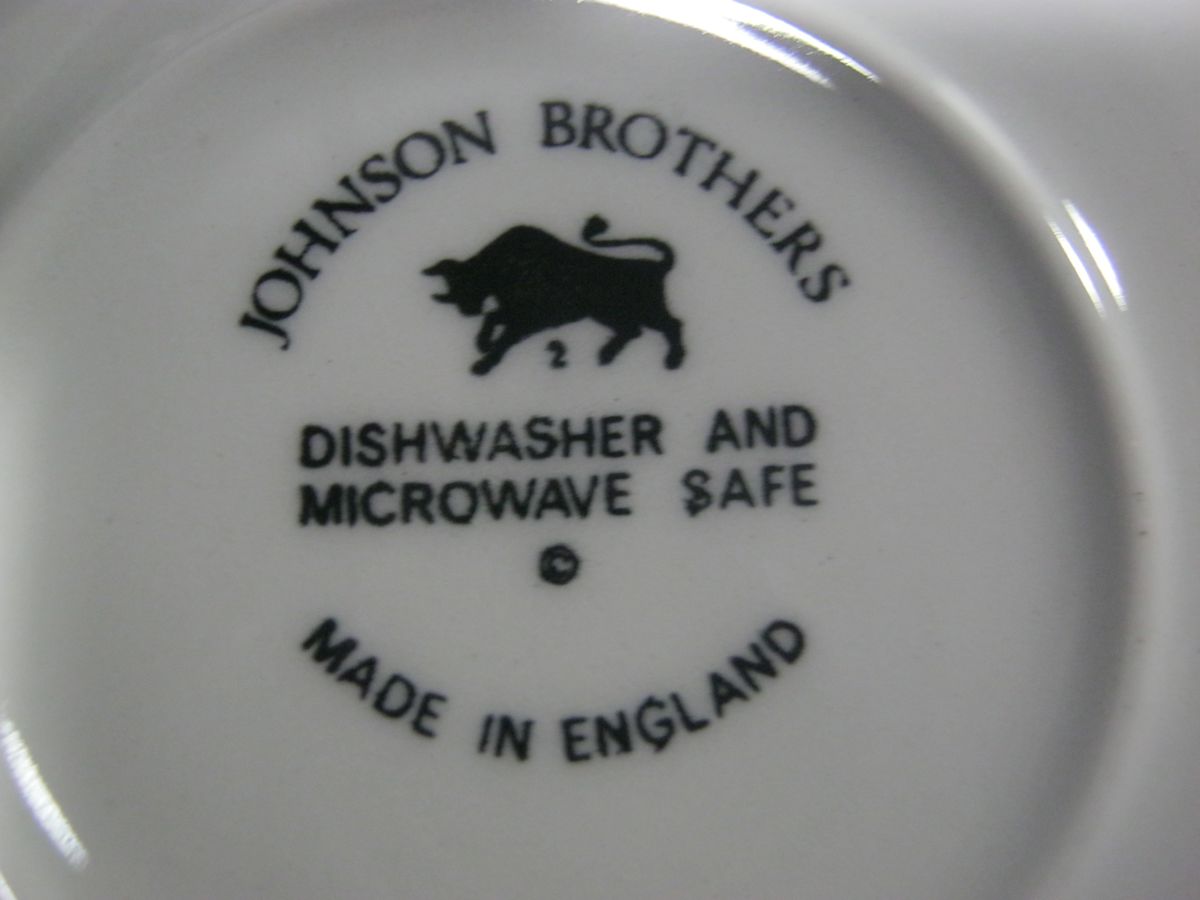 JOHNSON BROTHERS
2
DISHWASHER AND
MICROWAVE SAFE
©
MADE IN ENGLAND